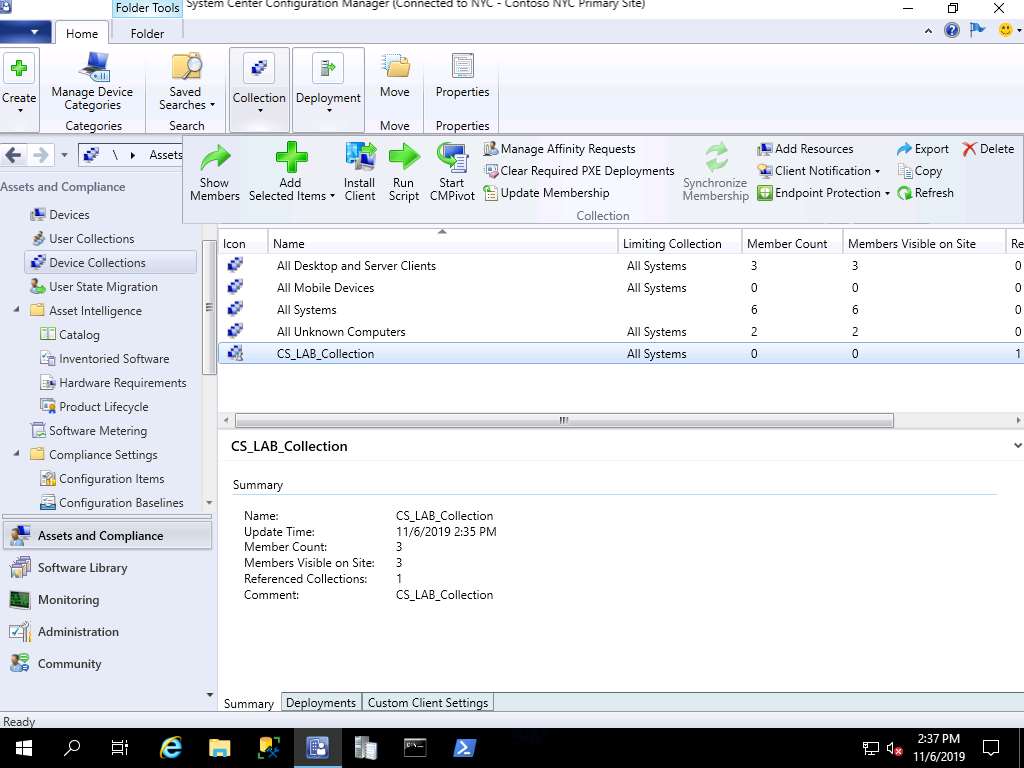 Folder Tools
System Center Configuration Manager (Connected to NYC - Contoso NYC Primary Site)
Home
Folder
Create
Manage Device Categories
Categories
Saved Searches
Search
Collection
Deployment
Move
Move
Properties
Properties
\
Assets
Show Members
Add Selected Items
Install Client
Run Script
Start CMPivot
Manage Affinity Requests
Clear Required PXE Deployments
Update Membership
Synchronize Membership
Add Resources
Client Notification
Endpoint Protection
Export
Copy
Refresh
Delete
Collection
Assets and Compliance
Devices
User Collections
Device Collections
User State Migration
Asset Intelligence
Catalog
Inventoried Software
Hardware Requirements
Product Lifecycle
Software Metering
Compliance Settings
Configuration Items
Configuration Baselines
Assets and Compliance
Software Library
Monitoring
Administration
Community
Icon Name Limiting Collection Member Count Members Visible on Site Re
All Desktop and Server Clients All Systems 3 3 0
All Mobile Devices All Systems 0 0 0
All Systems 6 6 0
All Unknown Computers All Systems 2 2 0
CS_LAB_Collection All Systems 0 0 1
CS_LAB_Collection
Summary
Name: CS_LAB_Collection
Update Time: 11/6/2019 2:35 PM
Member Count: 3
Members Visible on Site: 3
Referenced Collections: 1
Comment: CS_LAB_Collection
Summary Deployments Custom Client Settings
Ready
2:37 PM
11/6/2019